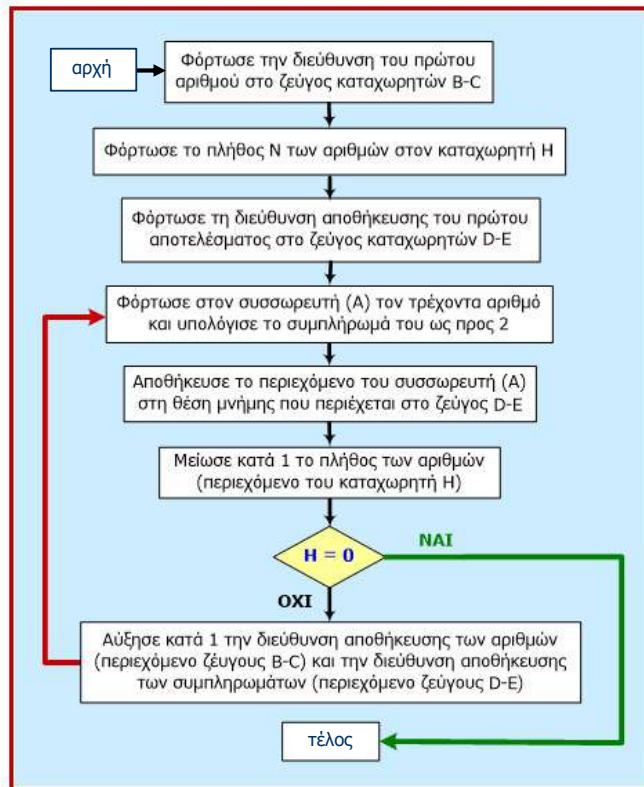 αρχή
Φόρτωσε την διεύθυνση του πρώτου
αριθμού στο ζεύγος καταχωρητών B-C
Φόρτωσε το πλήθος Ν των αριθμών στον καταχωρητή Η
Φόρτωσε τη διεύθυνση αποθήκευσης του πρώτου
αποτελέσματος στο ζεύγος καταχωρητών D-E
Φόρτωσε στον συσσωρευτή (Α) τον τρέχοντα αριθμό
και υπολόγισε το συμπλήρωμά του ως προς 2
Αποθήκευσε το περιεχόμενο του συσσωρευτή (Α)
στη θέση μνήμης που περιέχεται στο ζεύγος D-E
Μείωσε κατά 1 το πλήθος των αριθμών
(περιεχόμενο του καταχωρητή Η)
H = 0
ΝΑΙ
ΟΧΙ
Αύξησε κατά 1 την διεύθυνση αποθήκευσης των αριθμών
(περιεχόμενο ζέυγους B-C) και την διεύθυνση αποθήκευσης
των συμπληρωμάτων (περιεχόμενο ζεύγους D-E)
τέλος